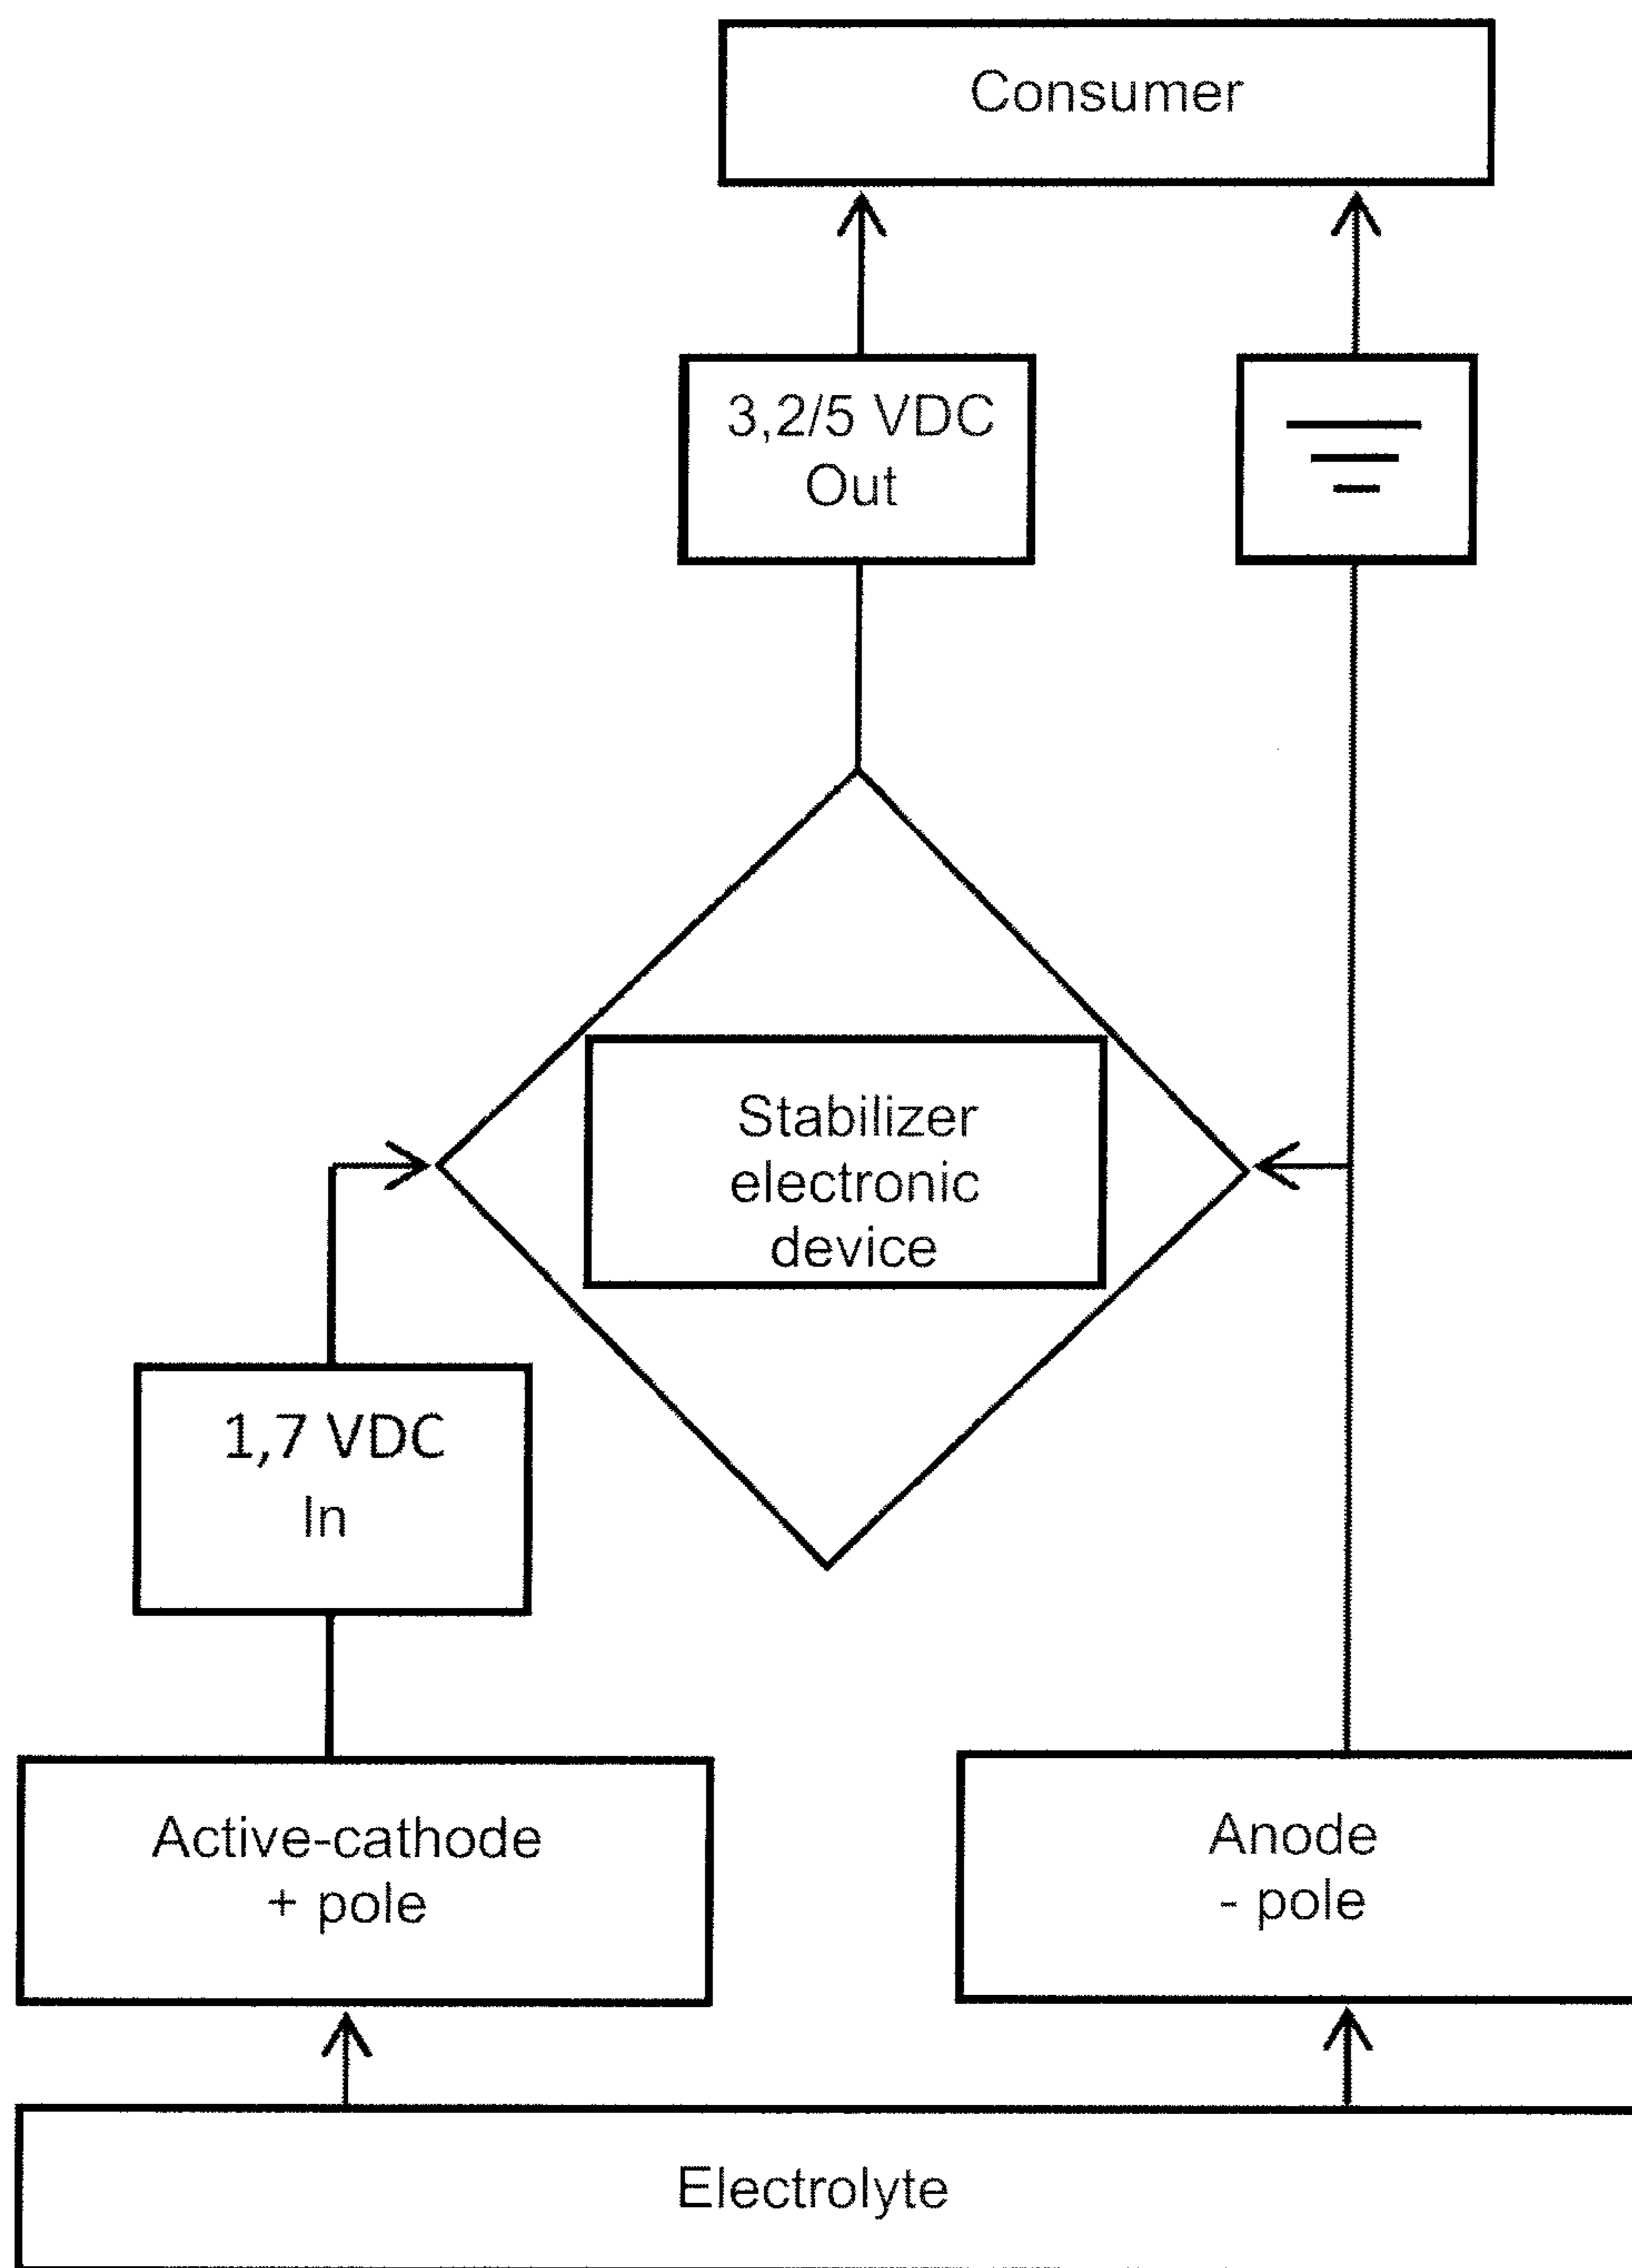 Consumer
3,2/5 VDC
Out
Stabilizer
electronic
device
1,7 VDC
In
Active-cathode
+ pole
Anode
- pole
Electrolyte